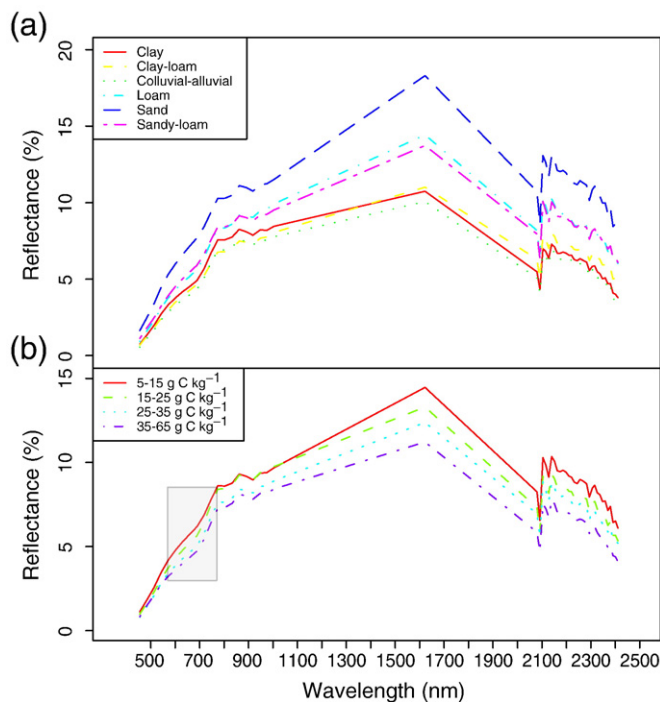 (a)
20
15
10
5
0
Reflectance (%)
Clay
Clay-loam
Colluvial-alluvial
Loam
Sand
Sandy-loam
(b)
15
10
5
0
Reflectance (%)
5-15 g C kg⁻¹
15-25 g C kg⁻¹
25-35 g C kg⁻¹
35-65 g C kg⁻¹
500 700 900 1100 1300 1500 1700 1900 2100 2300 2500
Wavelength (nm)